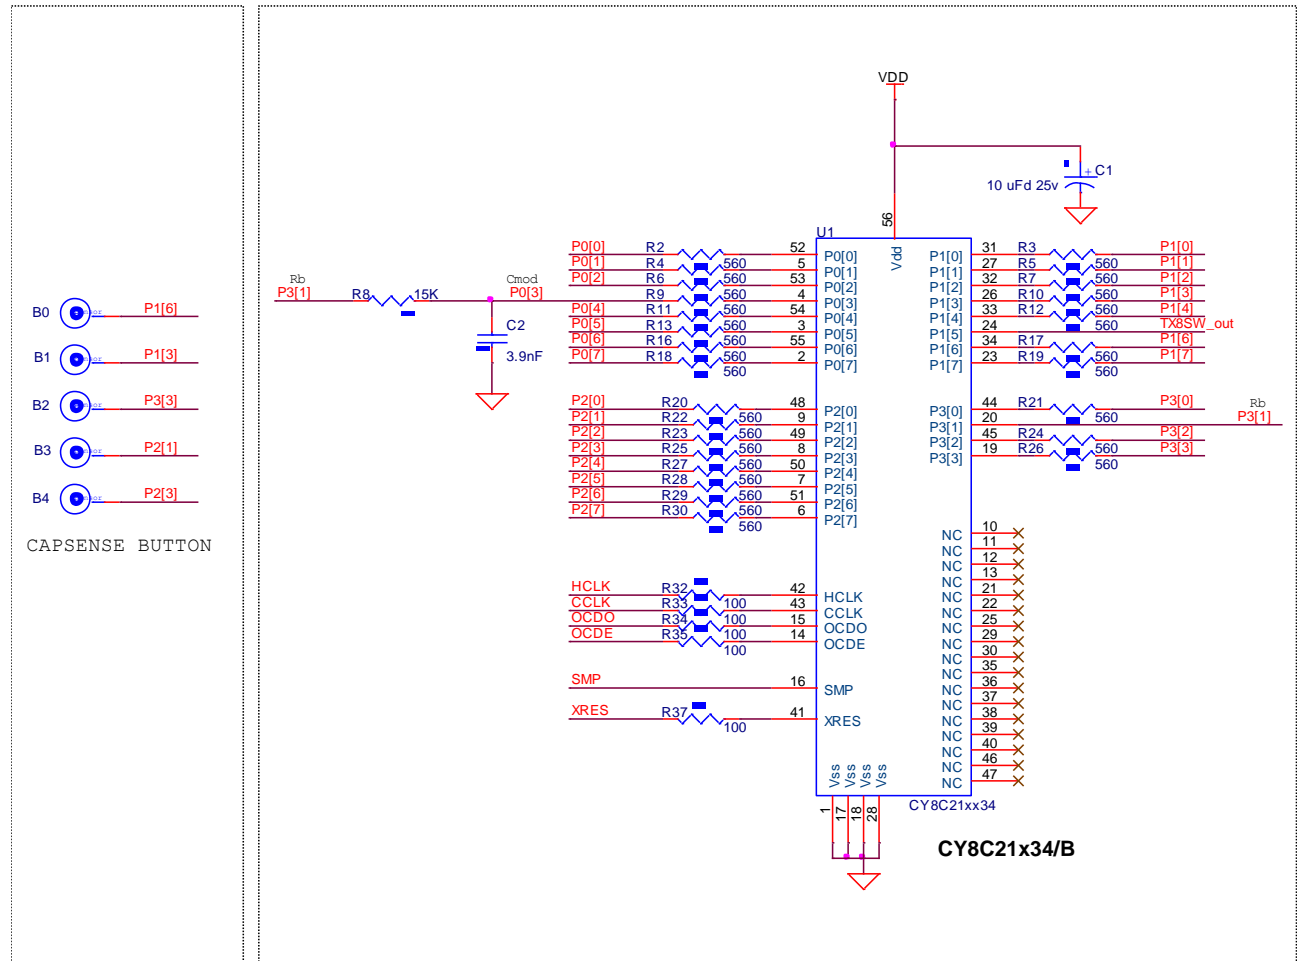 VDD
C1
10 uFd 25v
56
Vdd
U1
P0[0] R2 52 P0[0] P1[0] 31 R3 P1[0]
P0[1] R4 560 5 P0[1] P1[1] 27 R5 560 P1[1]
P0[2] R6 560 53 P0[2] P1[2] 32 R7 560 P1[2]
Rb Cmod
P3[1] R8 15K P0[3] R9 560 4 P0[3] P1[3] 26 R10 560 P1[3]
P0[4] R11 560 54 P0[4] P1[4] 33 R12 560 P1[4]
P0[5] R13 560 3 P0[5] P1[5] 24 560 TX8SW_out
P0[6] R16 560 55 P0[6] P1[6] 34 R17 P1[6]
P0[7] R18 560 2 P0[7] P1[7] 23 R19 560 P1[7]
560 560
C2
3.9nF
B0 P1[6]
B1 P1[3]
B2 P3[3]
B3 P2[1]
B4 P2[3]
CAPSENSE BUTTON
P2[0] R20 48 P2[0] P3[0] 44 R21 P3[0] Rb
P2[1] R22 560 9 P2[1] P3[1] 20 560 P3[1]
P2[2] R23 560 49 P2[2] P3[2] 45 R24 P3[2]
P2[3] R25 560 8 P2[3] P3[3] 19 R26 560 P3[3]
P2[4] R27 560 50 P2[4] 560
P2[5] R28 560 7 P2[5]
P2[6] R29 560 51 P2[6]
P2[7] R30 560 6 P2[7]
560
NC 10
NC 11
NC 12
NC 13
NC 21
NC 22
NC 25
NC 29
NC 30
NC 35
NC 36
NC 37
NC 38
NC 39
NC 40
NC 46
NC 47
HCLK R32 42 HCLK
CCLK R33 100 43 CCLK
OCDO R34 100 15 OCDO
OCDE R35 100 14 OCDE
100
SMP 16 SMP
XRES R37 41 XRES
100
Vss Vss Vss Vss
1 17 18 28
CY8C21xx34
CY8C21x34/B